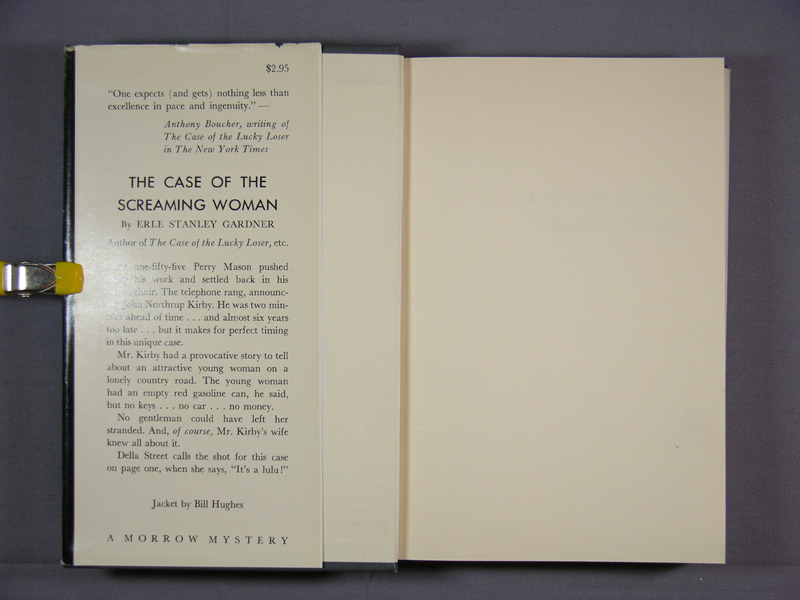 $2.95
"One expects (and gets) nothing less than
excellence in pace and ingenuity."—
Anthony Boucher, writing of
The Case of the Lucky Loser
in The New York Times
THE CASE OF THE
SCREAMING WOMAN
By ERLE STANLEY GARDNER
Author of The Case of the Lucky Loser, etc.
one-fifty-five Perry Mason pushed
his work and settled back in his
chair. The telephone rang, announc-
John Northrup Kirby. He was two min-
utes ahead of time . . . and almost six years
too late . . . but it makes for perfect timing
in this unique case.
Mr. Kirby had a provocative story to tell
about an attractive young woman on a
lonely country road. The young woman
had an empty red gasoline can, he said,
but no keys . . . no car . . . no money.
No gentleman could have left her
stranded. And, of course, Mr. Kirby's wife
knew all about it.
Della Street calls the shot for this case
on page one, when she says, "It's a lulu!"
Jacket by Bill Hughes
A MORROW MYSTERY